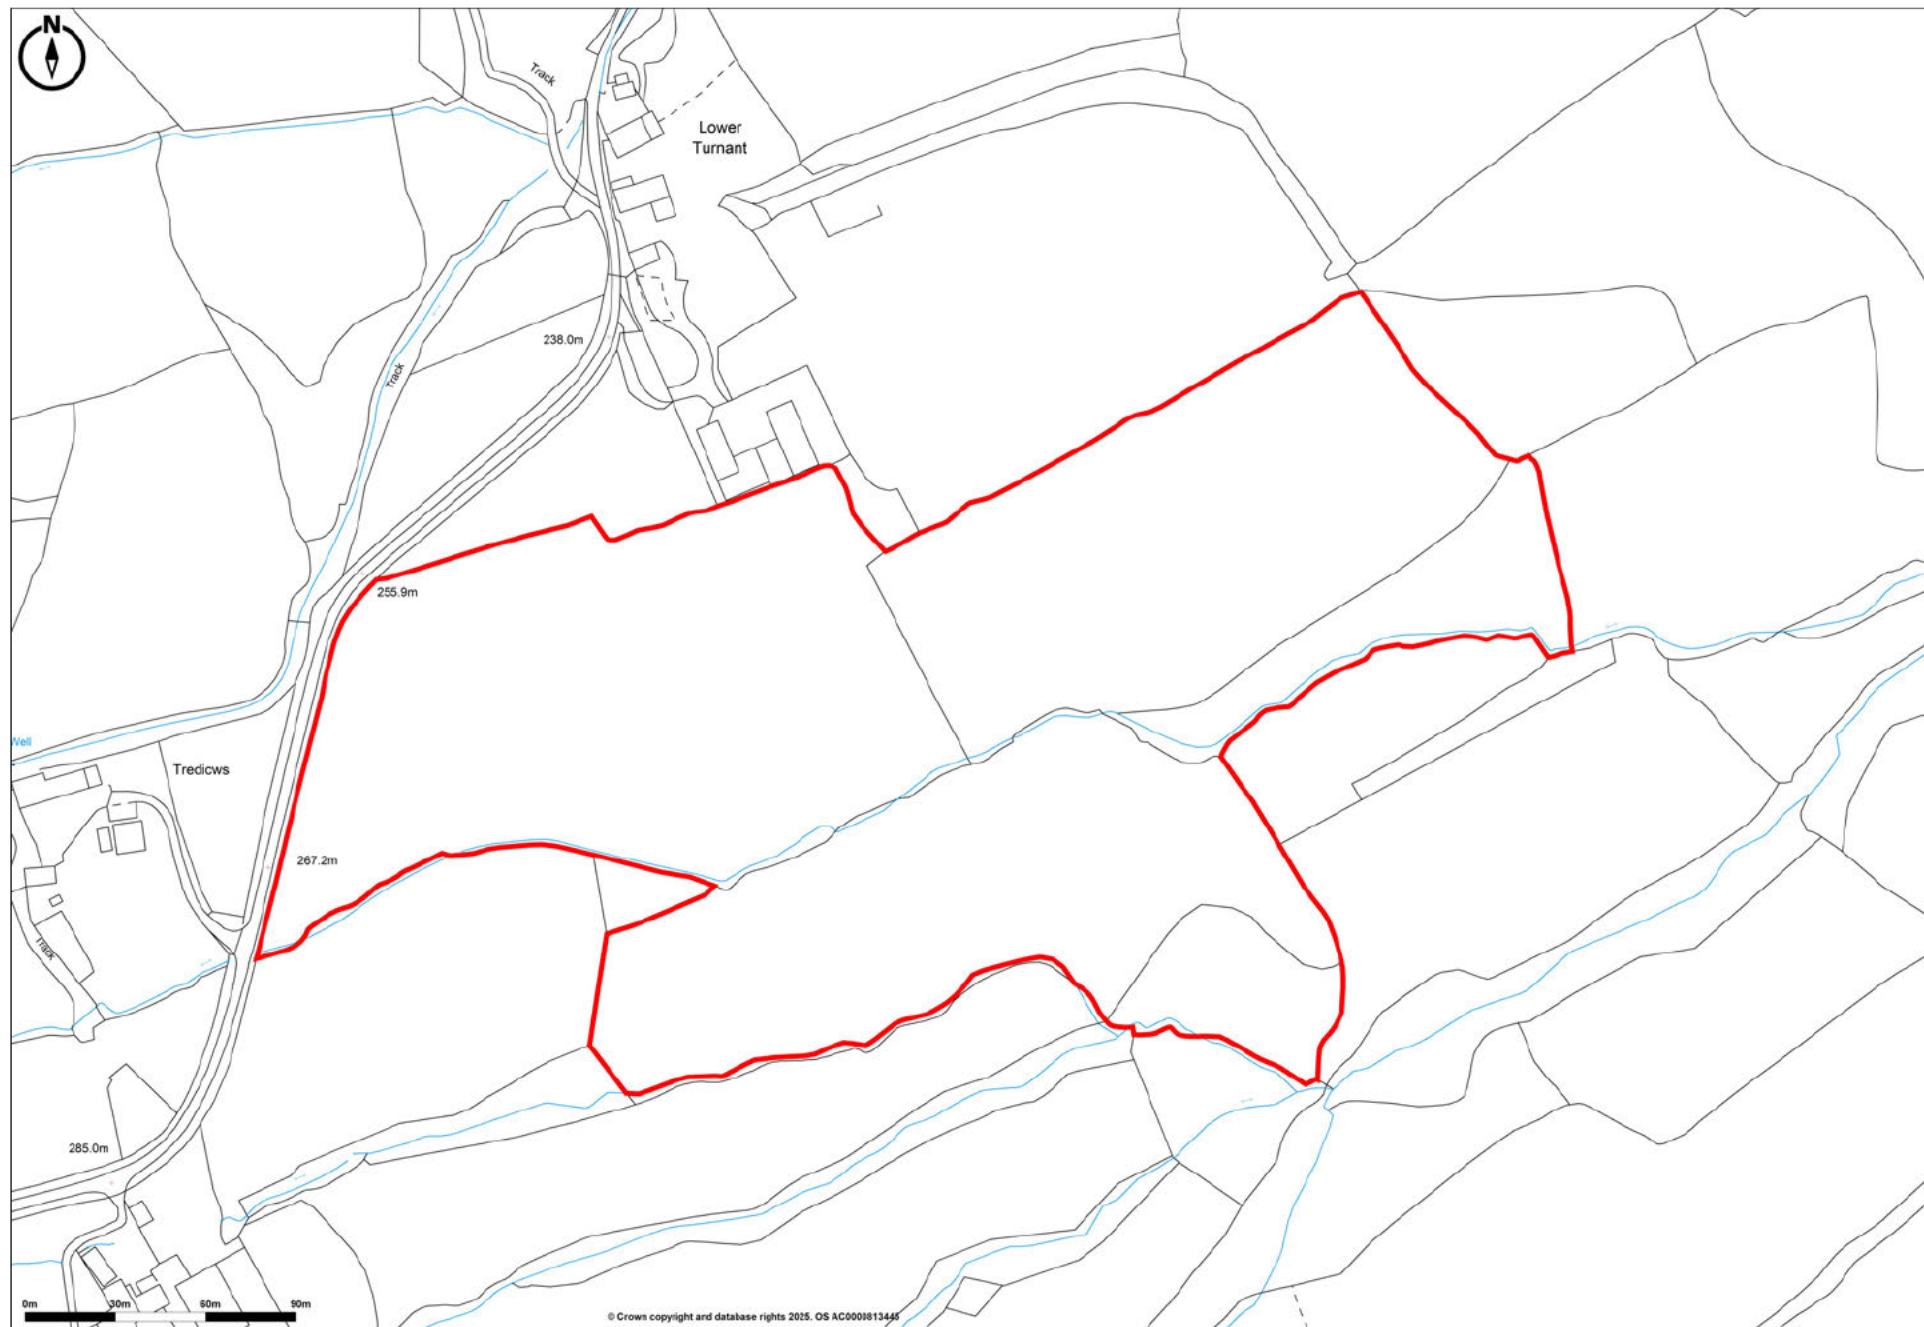 N
Track
Lower
Turnant
238.0m
Track
255.9m
Well
Tredicws
267.2m
Track
285.0m
0m 30m 60m 90m
© Crown copyright and database rights 2025. OS AC0000813445